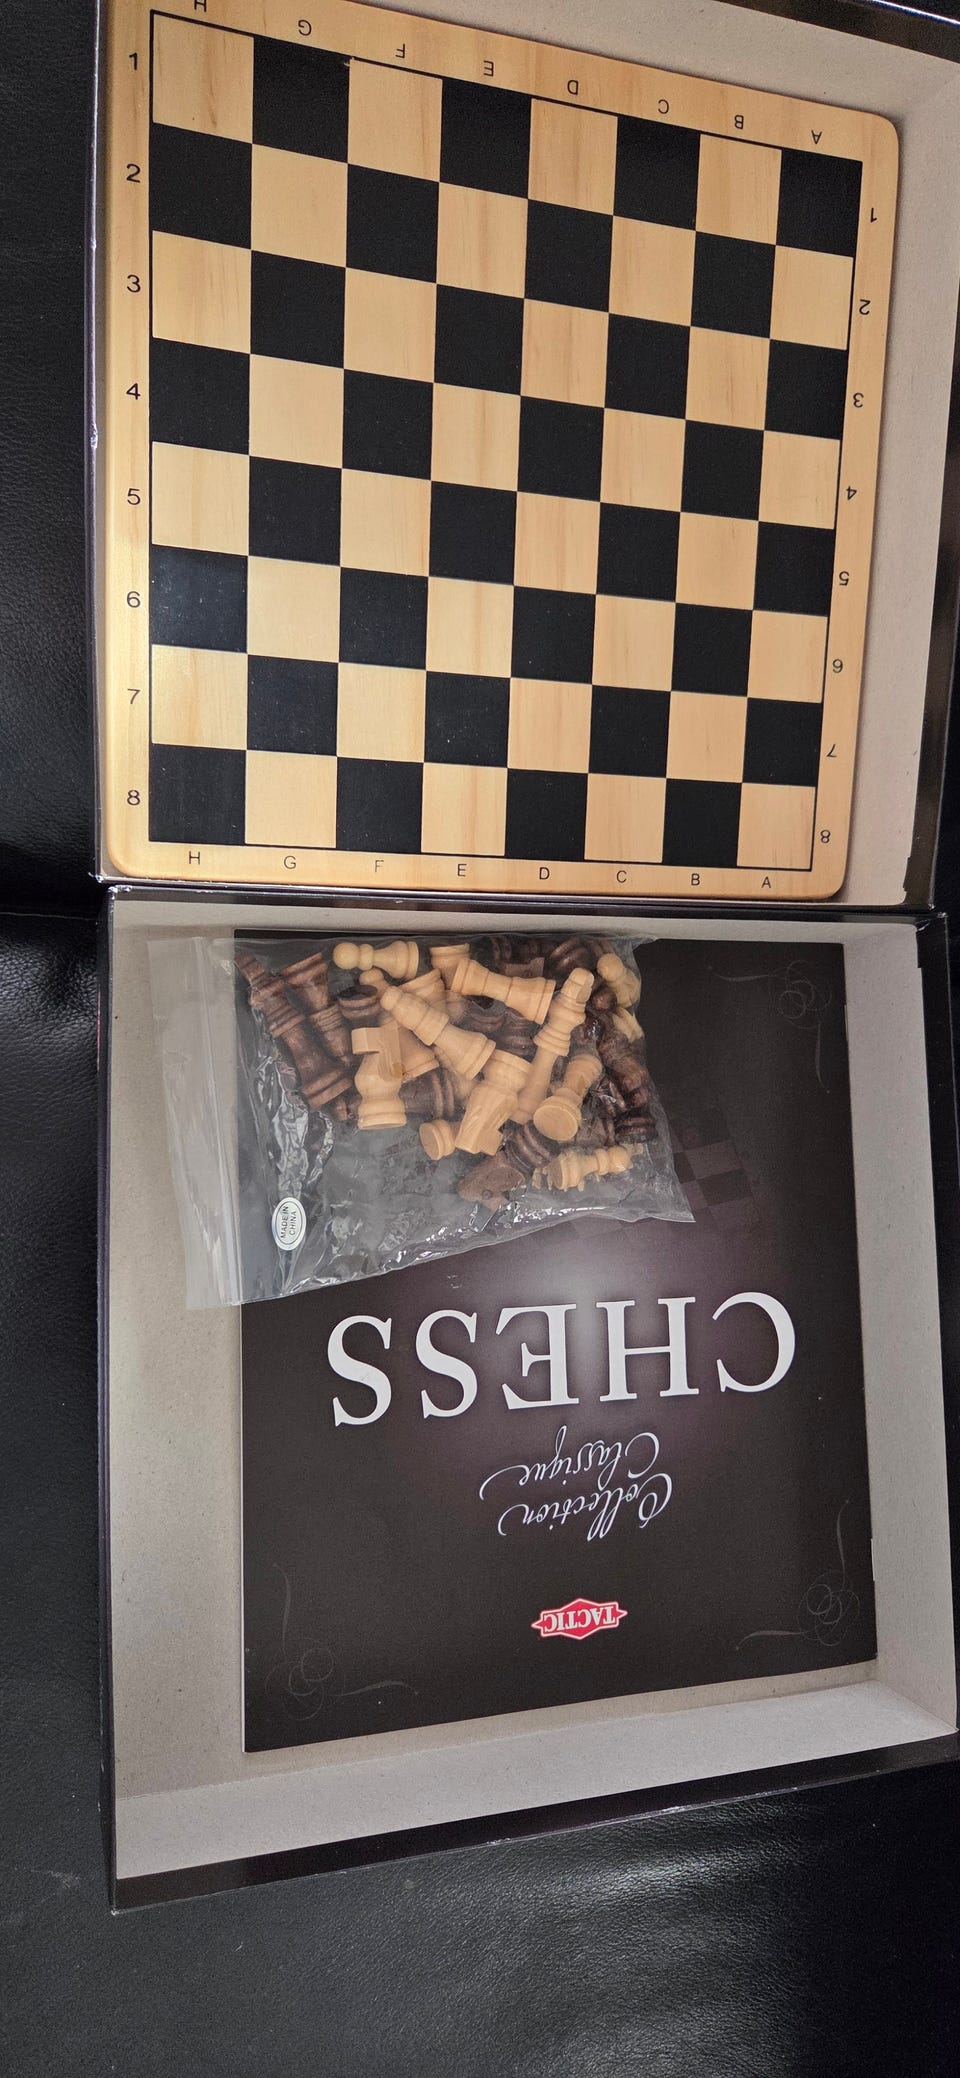 H G F E D C B A
1 1
2 2
3 3
4 4
5 5
6 6
7 7
8 8
H G F E D C B A
MADE IN
CHINA
TACTIC
Collection
Classique
CHESS